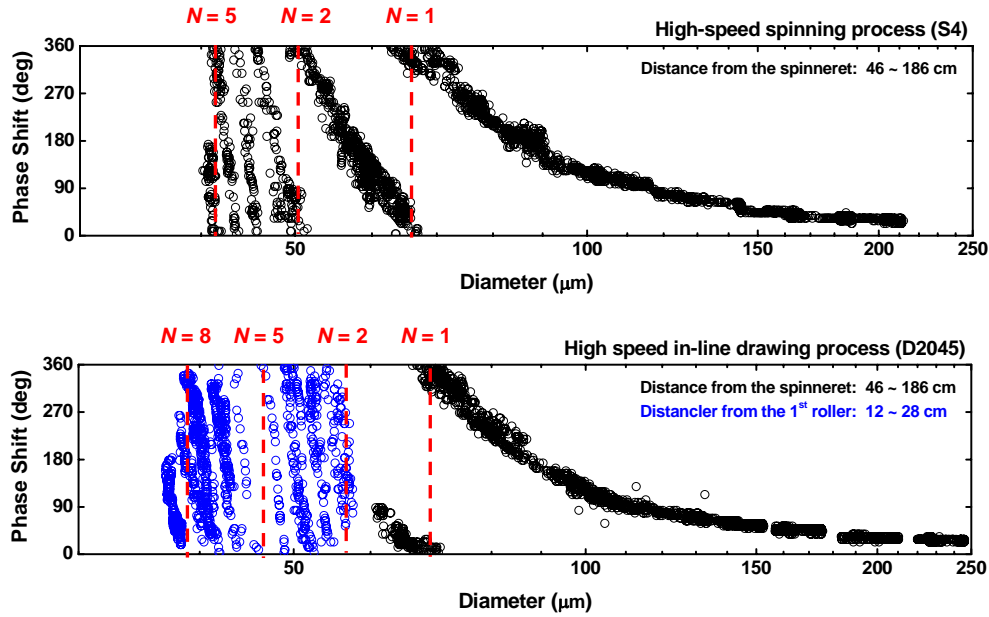 N = 5 N = 2 N = 1
High-speed spinning process (S4)
Distance from the spinneret: 46 ~ 186 cm
Phase Shift (deg)
360
270
180
90
0
50 100 150 200 250
Diameter (μm)
N = 8 N = 5 N = 2 N = 1
High speed in-line drawing process (D2045)
Distance from the spinneret: 46 ~ 186 cm
Distancler from the 1st roller: 12 ~ 28 cm
Phase Shift (deg)
360
270
180
90
0
50 100 150 200 250
Diameter (μm)